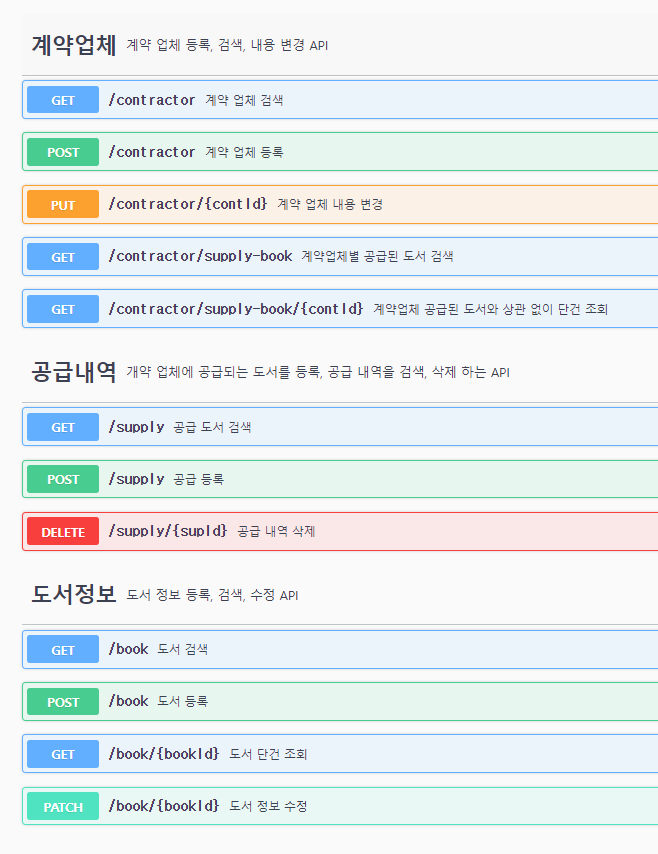 계약업체 계약 업체 등록, 검색, 내용 변경 API
GET /contractor 계약 업체 검색
POST /contractor 계약 업체 등록
PUT /contractor/{contId} 계약 업체 내용 변경
GET /contractor/supply-book 계약업체별 공급된 도서 검색
GET /contractor/supply-book/{contId} 계약업체 공급된 도서와 상관 없이 단건 조회
공급내역 개약 업체에 공급되는 도서를 등록, 공급 내역을 검색, 삭제 하는 API
GET /supply 공급 도서 검색
POST /supply 공급 등록
DELETE /supply/{supId} 공급 내역 삭제
도서정보 도서 정보 등록, 검색, 수정 API
GET /book 도서 검색
POST /book 도서 등록
GET /book/{bookId} 도서 단건 조회
PATCH /book/{bookId} 도서 정보 수정